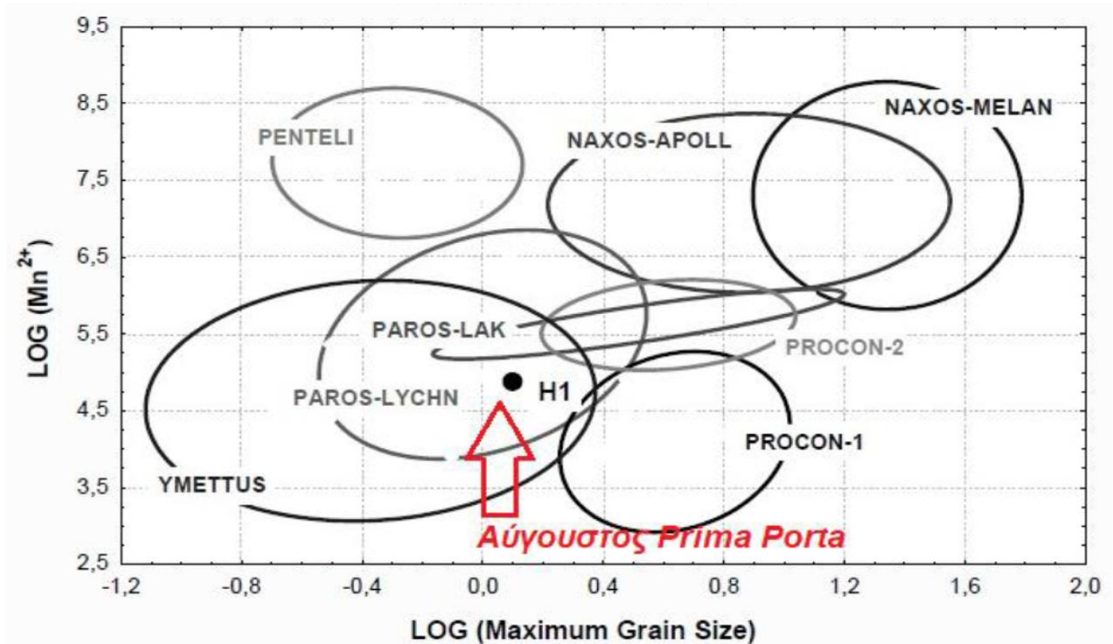 9,5
8,5
7,5
6,5
5,5
4,5
3,5
2,5
LOG (Mn2+)
PENTELI
NAXOS-APOLL
NAXOS-MELAN
PAROS-LAK
PROCON-2
PAROS-LYCHN
H1
PROCON-1
YMETTUS
Αύγουστος Prima Porta
-1,2 -0,8 -0,4 0,0 0,4 0,8 1,2 1,6 2,0
LOG (Maximum Grain Size)